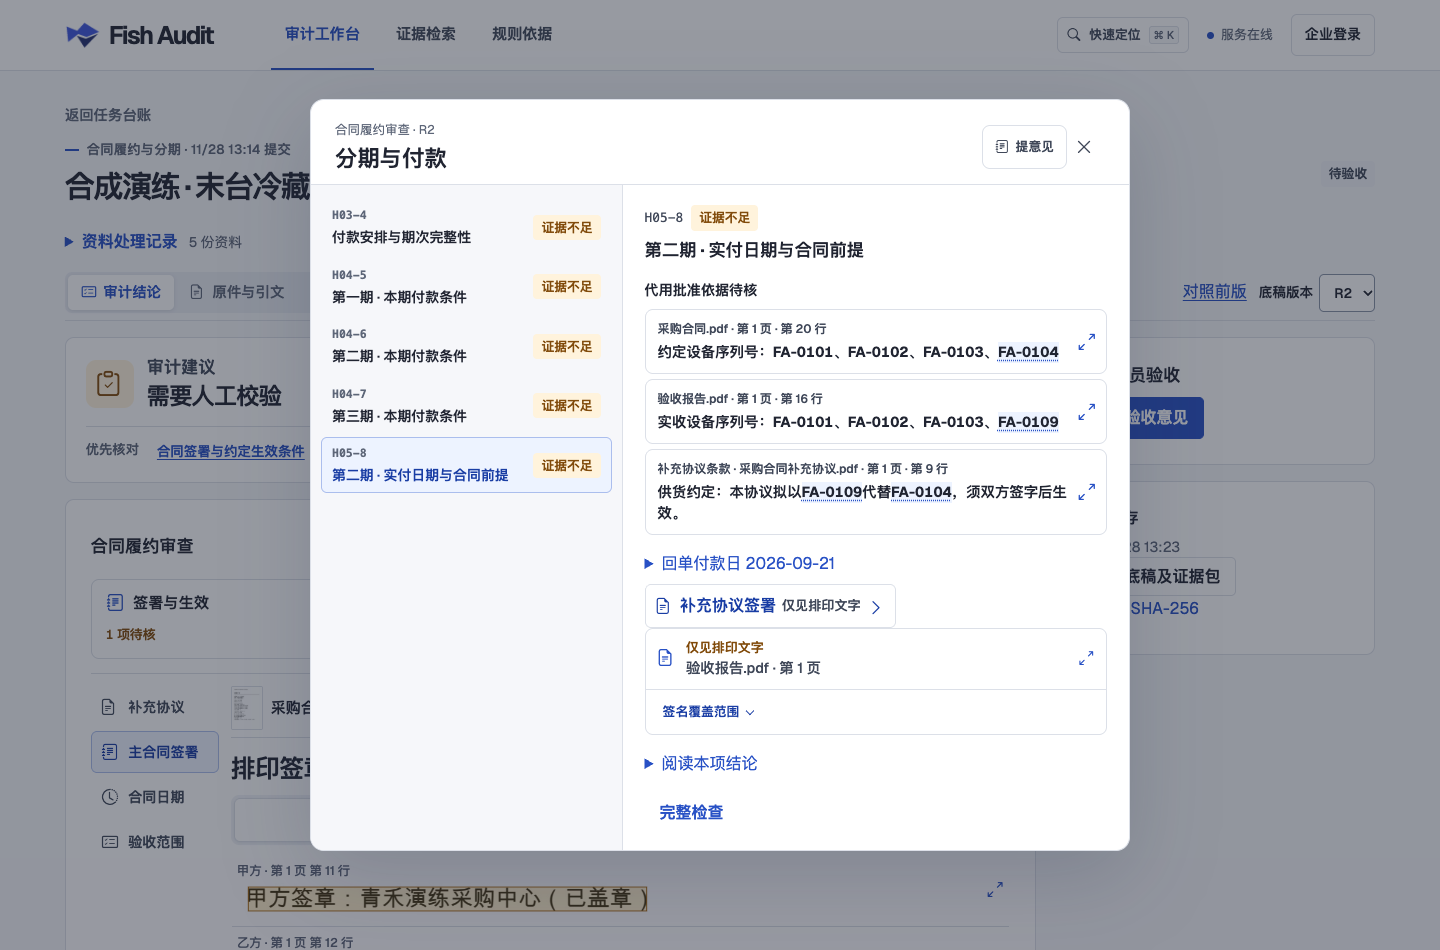 Fish Audit
审计工作台
证据检索
规则依据
快速定位 ⌘ K
服务在线
企业登录
返回任务台账
合同履约与分期 · 11/28 13:14 提交
合成演练 · 末台冷藏
待验收
资料处理记录 5 份资料
审计结论
原件与引文
对照前版
底稿版本
R2
审计建议
需要人工校验
优先核对 合同签署与约定生效条件
员验收
验收意见
合同履约审查
签署与生效
1 项待核
28 13:23
底稿及证据包
SHA-256
补充协议
主合同签署
合同日期
验收范围
采购合
排印签章
甲方 · 第 1 页 第 11 行
甲方签章：青禾演练采购中心（已盖章）
乙方 · 第 1 页 第 12 行
合同履约审查 · R2
分期与付款
提意见
H03-4
付款安排与期次完整性
证据不足
H04-5
第一期 · 本期付款条件
证据不足
H04-6
第二期 · 本期付款条件
证据不足
H04-7
第三期 · 本期付款条件
证据不足
H05-8
第二期 · 实付日期与合同前提
证据不足
H05-8 证据不足
第二期 · 实付日期与合同前提
代用批准依据待核
采购合同.pdf · 第 1 页 · 第 20 行
约定设备序列号：FA-0101、FA-0102、FA-0103、FA-0104
验收报告.pdf · 第 1 页 · 第 16 行
实收设备序列号：FA-0101、FA-0102、FA-0103、FA-0109
补充协议条款 · 采购合同补充协议.pdf · 第 1 页 · 第 9 行
供货约定：本协议拟以FA-0109代替FA-0104，须双方签字后生
效。
回单付款日 2026-09-21
补充协议签署 仅见排印文字
仅见排印文字
验收报告.pdf · 第 1 页
签名覆盖范围
阅读本项结论
完整检查